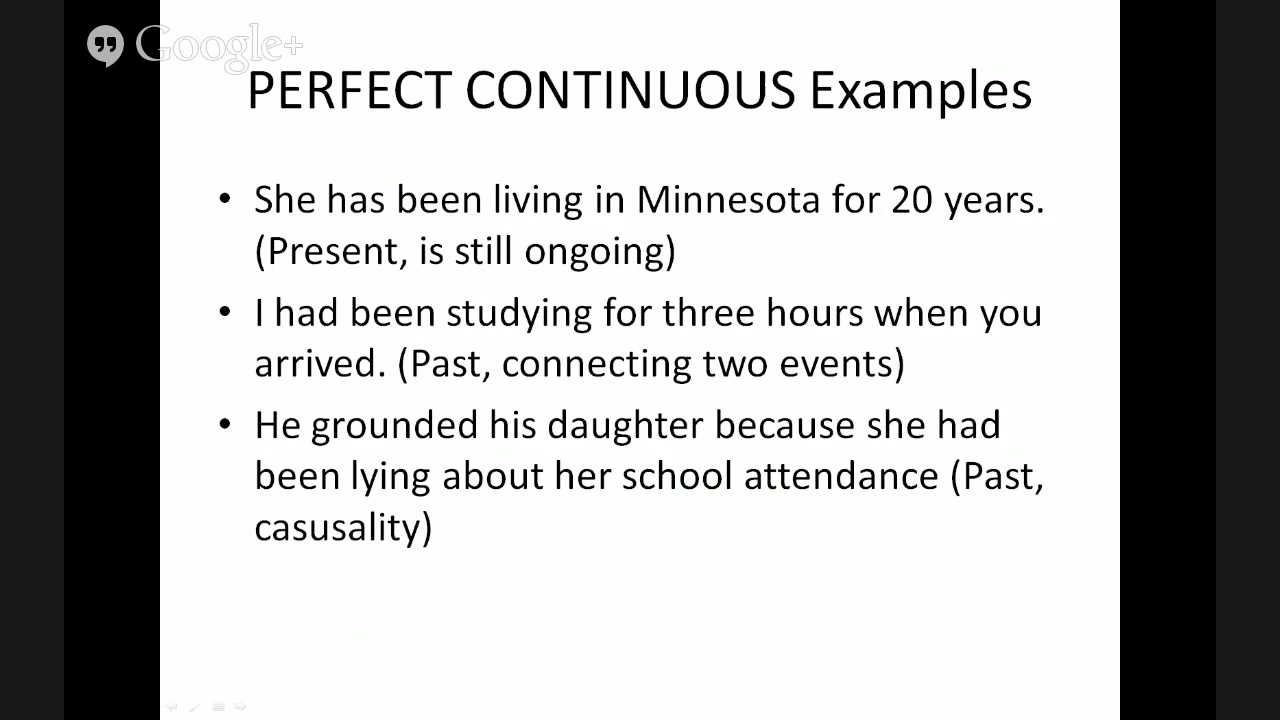 Google+
PERFECT CONTINUOUS Examples
• She has been living in Minnesota for 20 years.
(Present, is still ongoing)
• I had been studying for three hours when you
arrived. (Past, connecting two events)
• He grounded his daughter because she had
been lying about her school attendance (Past,
casusality)